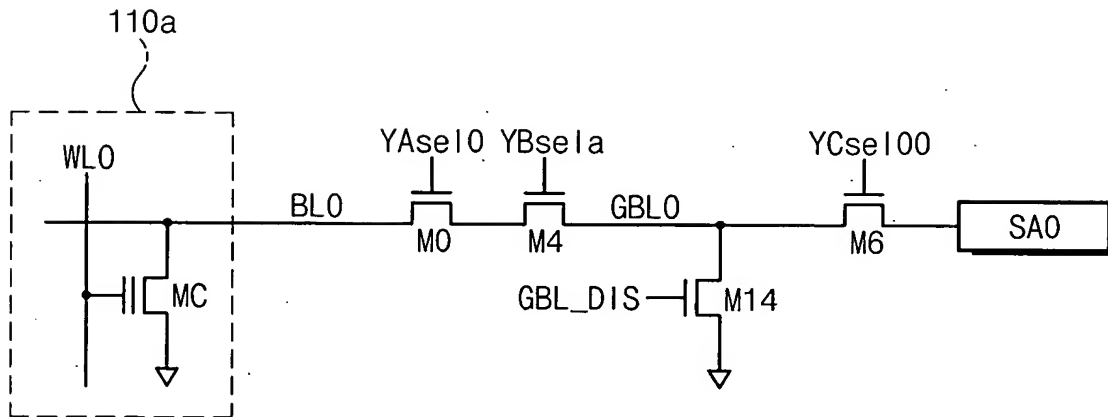 110a
YAsel0 YBsela YCsel00
WL0
BL0 GBL0
M0 M4 M6 SA0
MC GBL_DIS M14